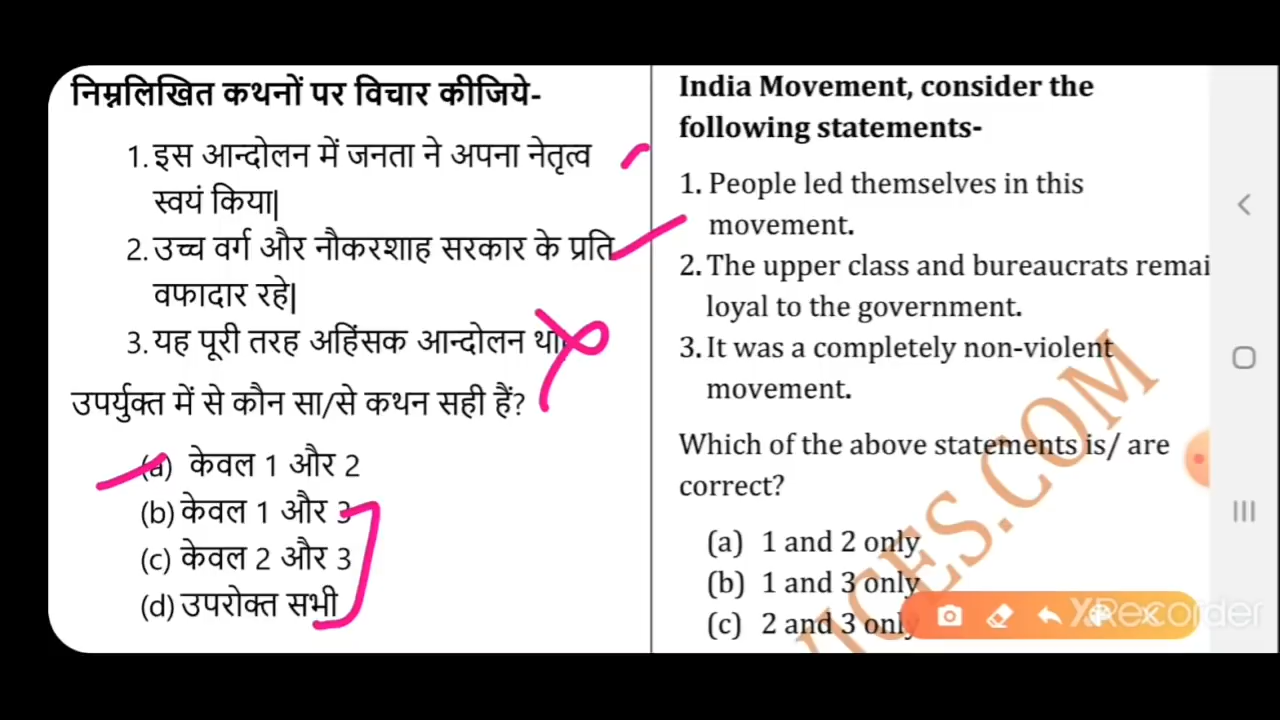 निम्नलिखित कथनों पर विचार कीजिये-
1. इस आन्दोलन में जनता ने अपना नेतृत्व
स्वयं किया|
2. उच्च वर्ग और नौकरशाह सरकार के प्रति
वफादार रहे|
3. यह पूरी तरह अहिंसक आन्दोलन था
उपर्युक्त में से कौन सा/से कथन सही हैं?
(a) केवल 1 और 2
(b) केवल 1 और 3
(c) केवल 2 और 3
(d) उपरोक्त सभी
India Movement, consider the
following statements-
1. People led themselves in this
movement.
2. The upper class and bureaucrats remai
loyal to the government.
3. It was a completely non-violent
movement.
Which of the above statements is/ are
correct?
(a) 1 and 2 only
(b) 1 and 3 only
(c) 2 and 3 only
XRecorder
VICES.COM